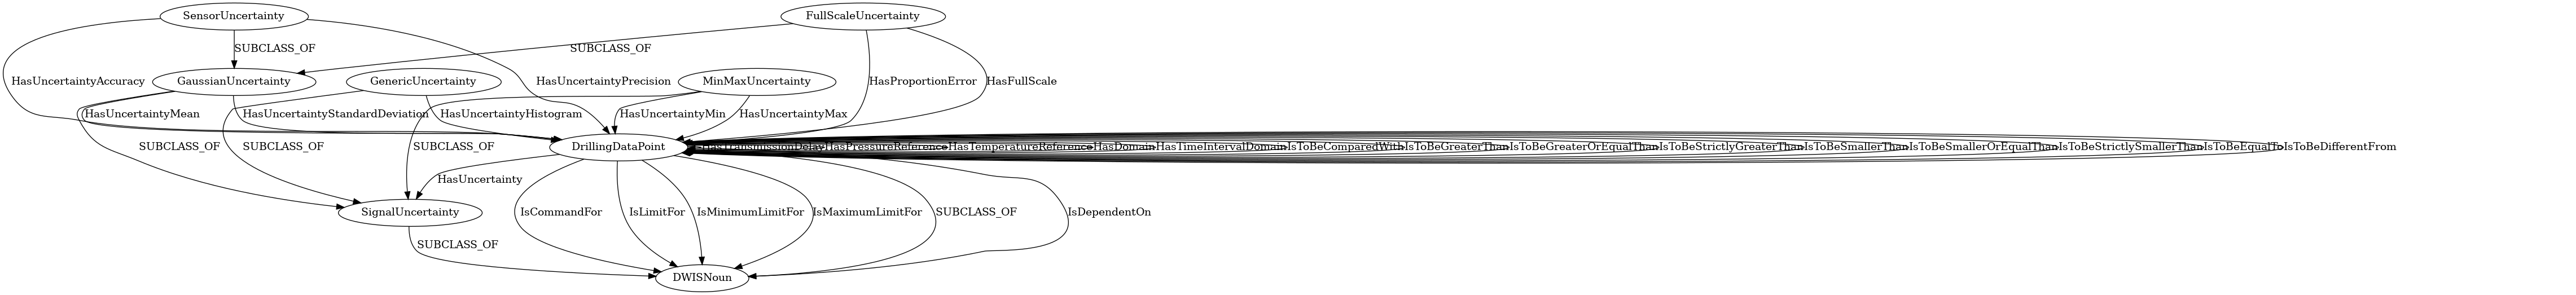 SensorUncertainty
FullScaleUncertainty
SUBCLASS_OF
SUBCLASS_OF
HasUncertaintyAccuracy
GaussianUncertainty
GenericUncertainty
HasUncertaintyPrecision
MinMaxUncertainty
HasProportionError
HasFullScale
HasUncertaintyMean
HasUncertaintyStandardDeviation
HasUncertaintyHistogram
HasUncertaintyMin
HasUncertaintyMax
SUBCLASS_OF
SUBCLASS_OF
SUBCLASS_OF
DrillingDataPoint
HasTransmissionDelay
HasPressureReference
HasTemperatureReference
HasDomain
HasTimeIntervalDomain
IsToBeComparedWith
IsToBeGreaterThan
IsToBeGreaterOrEqualThan
IsToBeStrictlyGreaterThan
IsToBeSmallerThan
IsToBeSmallerOrEqualThan
IsToBeStrictlySmallerThan
IsToBeEqualTo
IsToBeDifferentFrom
HasUncertainty
SignalUncertainty
IsCommandFor
IsLimitFor
IsMinimumLimitFor
IsMaximumLimitFor
SUBCLASS_OF
IsDependentOn
SUBCLASS_OF
DWISNoun